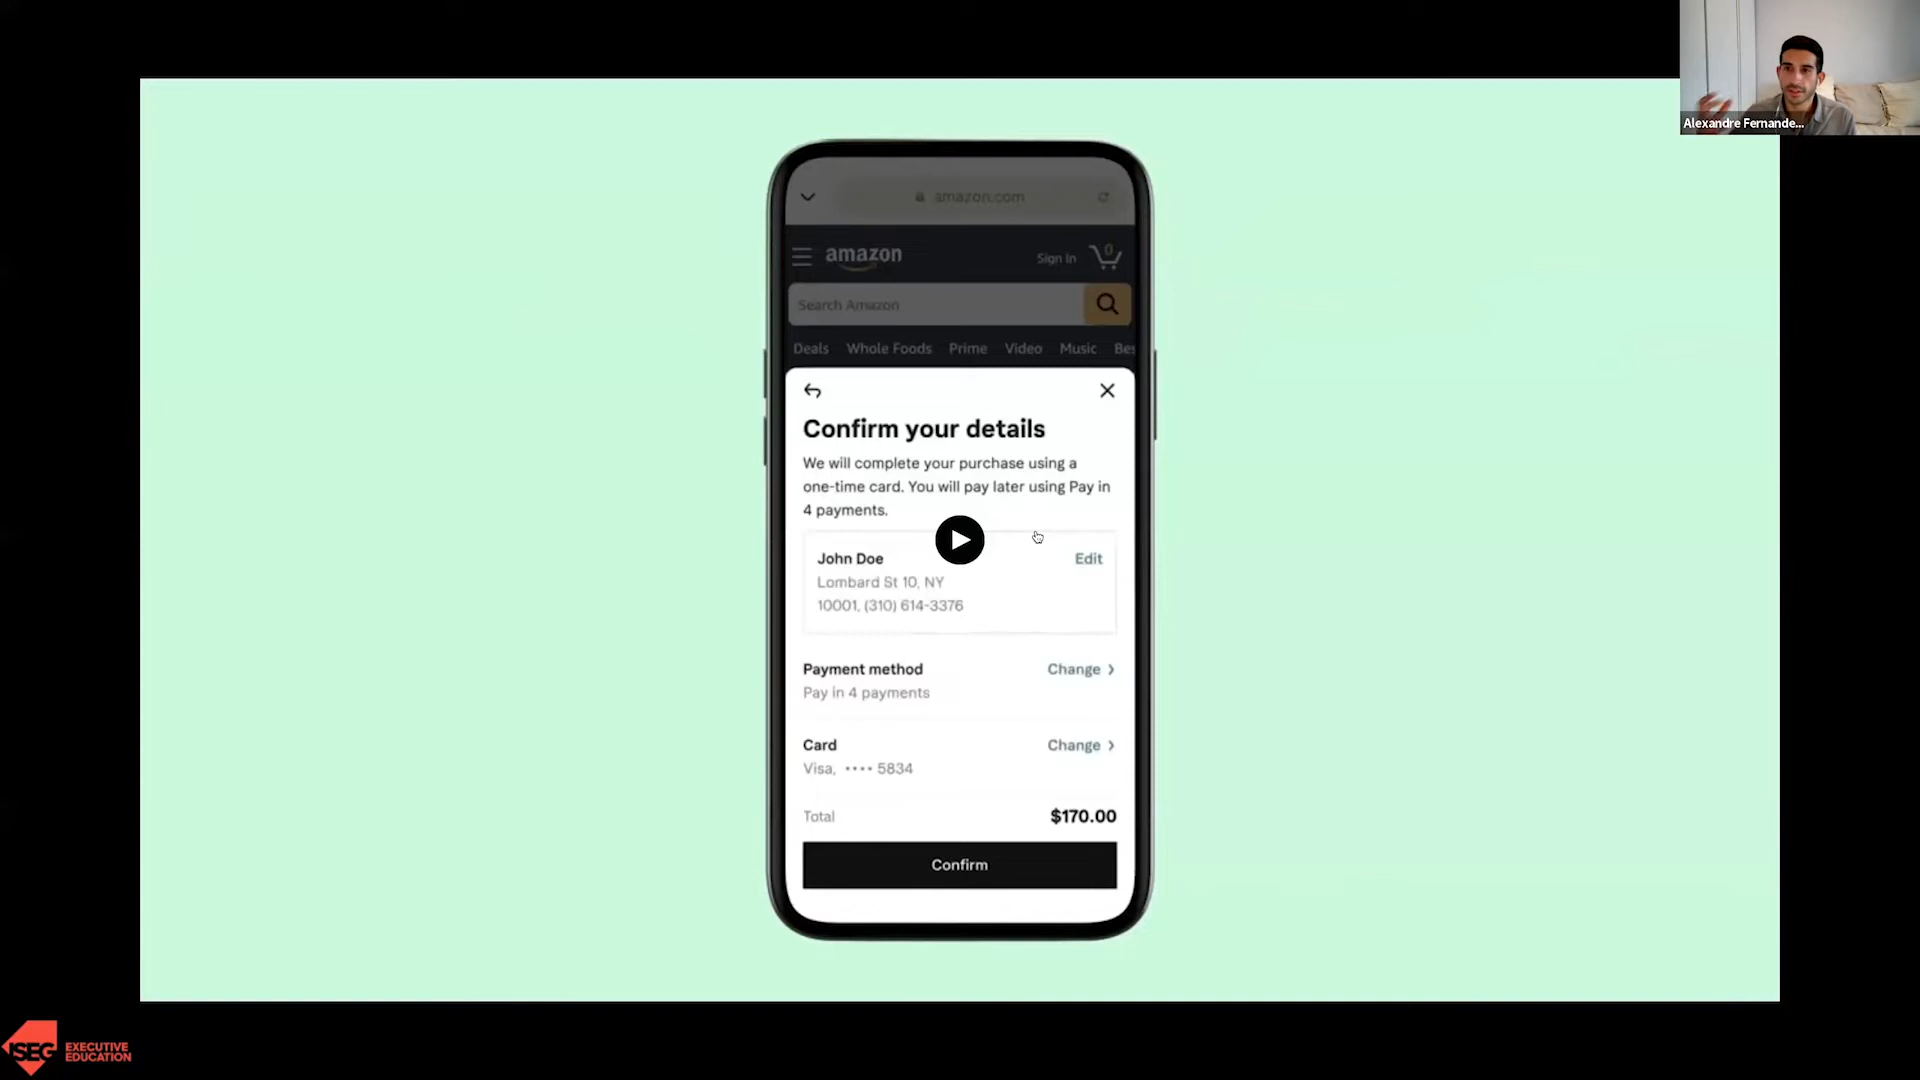 Alexandre Fernande...
amazon.com
amazon
Sign In
0
Search Amazon
Deals Whole Foods Prime Video Music Bes
Confirm your details
We will complete your purchase using a
one-time card. You will pay later using Pay in
4 payments.
John Doe
Edit
Lombard St 10, NY
10001, (310) 614-3376
Payment method
Change
Pay in 4 payments
Card
Change
Visa, •••• 5834
Total
$170.00
Confirm
ISEG
EXECUTIVE
EDUCATION